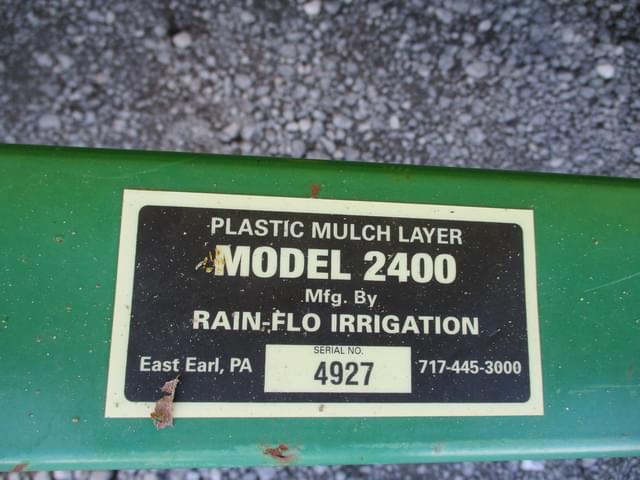 PLASTIC MULCH LAYER
MODEL 2400
Mfg. By
RAIN-FLO IRRIGATION
SERIAL NO.
East Earl, PA 4927 717-445-3000